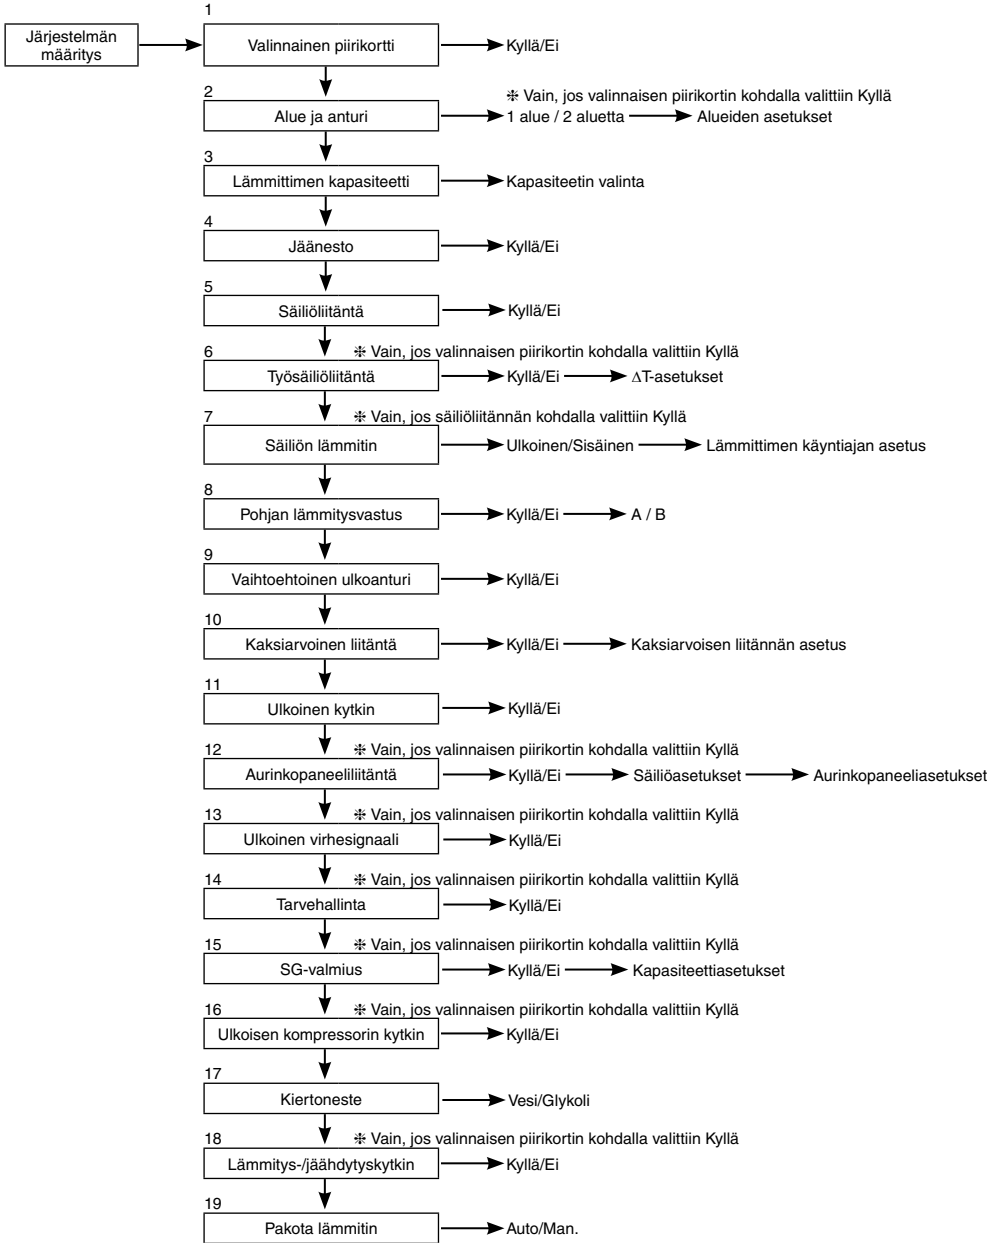 1
Järjestelmän
määritys
Valinnainen piirikortti
Kyllä/Ei
2
❈ Vain, jos valinnaisen piirikortin kohdalla valittiin Kyllä
Alue ja anturi
1 alue / 2 aluetta
Alueiden asetukset
3
Lämmittimen kapasiteetti
Kapasiteetin valinta
4
Jäänesto
Kyllä/Ei
5
Säiliöliitäntä
Kyllä/Ei
6
❈ Vain, jos valinnaisen piirikortin kohdalla valittiin Kyllä
Työsäiliöliitäntä
Kyllä/Ei
∆T-asetukset
7
❈ Vain, jos säiliöliitännän kohdalla valittiin Kyllä
Säiliön lämmitin
Ulkoinen/Sisäinen
Lämmittimen käyntiajan asetus
8
Pohjan lämmitysvastus
Kyllä/Ei
A / B
9
Vaihtoehtoinen ulkoanturi
Kyllä/Ei
10
Kaksiarvoinen liitäntä
Kyllä/Ei
Kaksiarvoisen liitännän asetus
11
Ulkoinen kytkin
Kyllä/Ei
12
❈ Vain, jos valinnaisen piirikortin kohdalla valittiin Kyllä
Aurinkopaneeliliitäntä
Kyllä/Ei
Säiliöasetukset
Aurinkopaneeliasetukset
13
❈ Vain, jos valinnaisen piirikortin kohdalla valittiin Kyllä
Ulkoinen virhesignaali
Kyllä/Ei
14
❈ Vain, jos valinnaisen piirikortin kohdalla valittiin Kyllä
Tarvehallinta
Kyllä/Ei
15
❈ Vain, jos valinnaisen piirikortin kohdalla valittiin Kyllä
SG-valmius
Kyllä/Ei
Kapasiteettiasetukset
16
❈ Vain, jos valinnaisen piirikortin kohdalla valittiin Kyllä
Ulkoisen kompressorin kytkin
Kyllä/Ei
17
Kiertoneste
Vesi/Glykoli
18
❈ Vain, jos valinnaisen piirikortin kohdalla valittiin Kyllä
Lämmitys-/jäähdytyskytkin
Kyllä/Ei
19
Pakota lämmitin
Auto/Man.